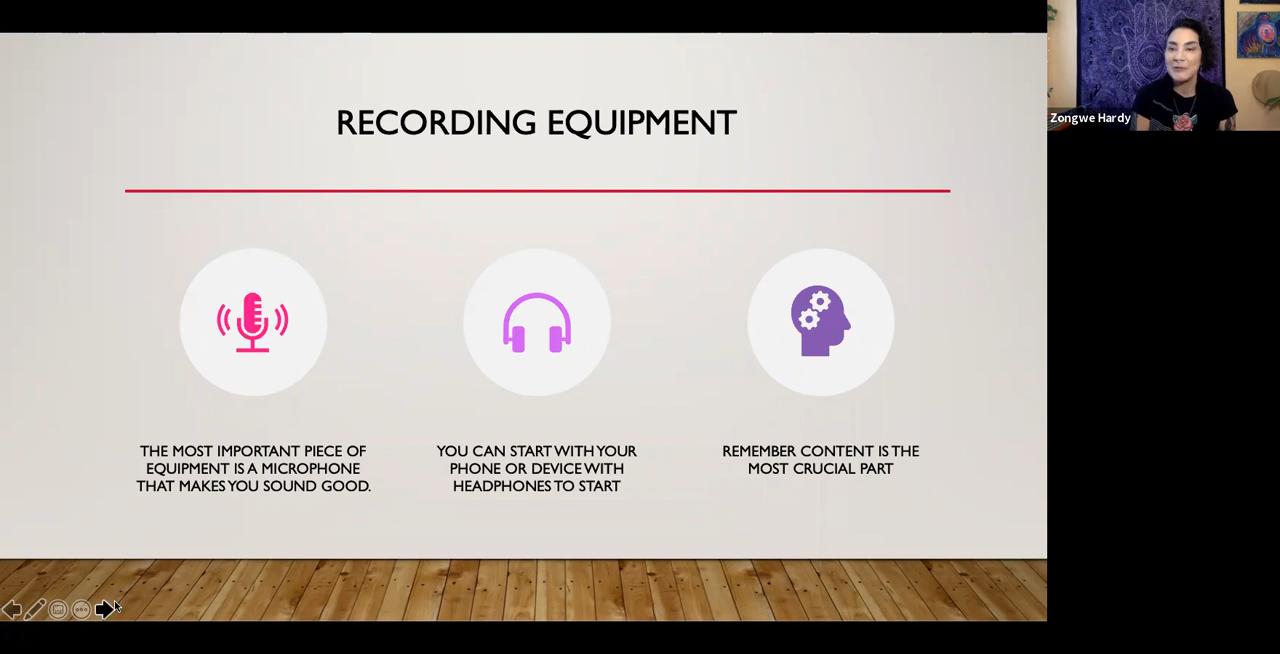 RECORDING EQUIPMENT
THE MOST IMPORTANT PIECE OF
EQUIPMENT IS A MICROPHONE
THAT MAKES YOU SOUND GOOD.
YOU CAN START WITH YOUR
PHONE OR DEVICE WITH
HEADPHONES TO START
REMEMBER CONTENT IS THE
MOST CRUCIAL PART
Zongwe Hardy